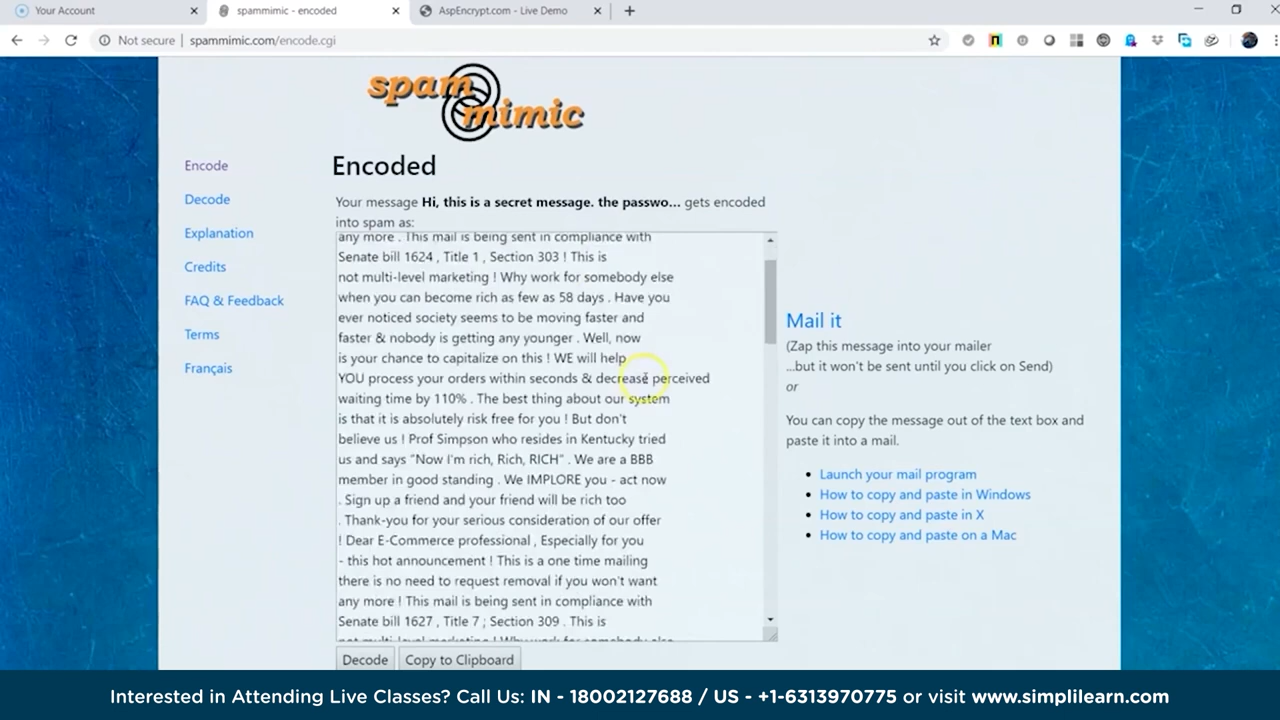 Your Account
spammimic - encoded
AspEncrypt.com - Live Demo
Not secure
spammimic.com/encode.cgi
spam
mimic
Encode
Decode
Explanation
Credits
FAQ & Feedback
Terms
Français
Encoded
Your message Hi, this is a secret message. the passwo... gets encoded
into spam as:
any more . This mail is being sent in compliance with
Senate bill 1624 , Title 1 , Section 303 ! This is
not multi-level marketing ! Why work for somebody else
when you can become rich as few as 58 days . Have you
ever noticed society seems to be moving faster and
faster & nobody is getting any younger . Well, now
is your chance to capitalize on this ! WE will help
YOU process your orders within seconds & decrease perceived
waiting time by 110% . The best thing about our system
is that it is absolutely risk free for you ! But don't
believe us ! Prof Simpson who resides in Kentucky tried
us and says "Now I'm rich, Rich, RICH" . We are a BBB
member in good standing . We IMPLORE you - act now
. Sign up a friend and your friend will be rich too
. Thank-you for your serious consideration of our offer
! Dear E-Commerce professional , Especially for you
- this hot announcement ! This is a one time mailing
there is no need to request removal if you won't want
any more ! This mail is being sent in compliance with
Senate bill 1627 , Title 7 ; Section 309 . This is
not multi-level marketing ! Why work for somebody else
Decode
Copy to Clipboard
Mail it
(Zap this message into your mailer
...but it won't be sent until you click on Send)
or
You can copy the message out of the text box and
paste it into a mail.
Launch your mail program
How to copy and paste in Windows
How to copy and paste in X
How to copy and paste on a Mac
Interested in Attending Live Classes? Call Us: IN - 18002127688 / US - +1-6313970775 or visit www.simplilearn.com